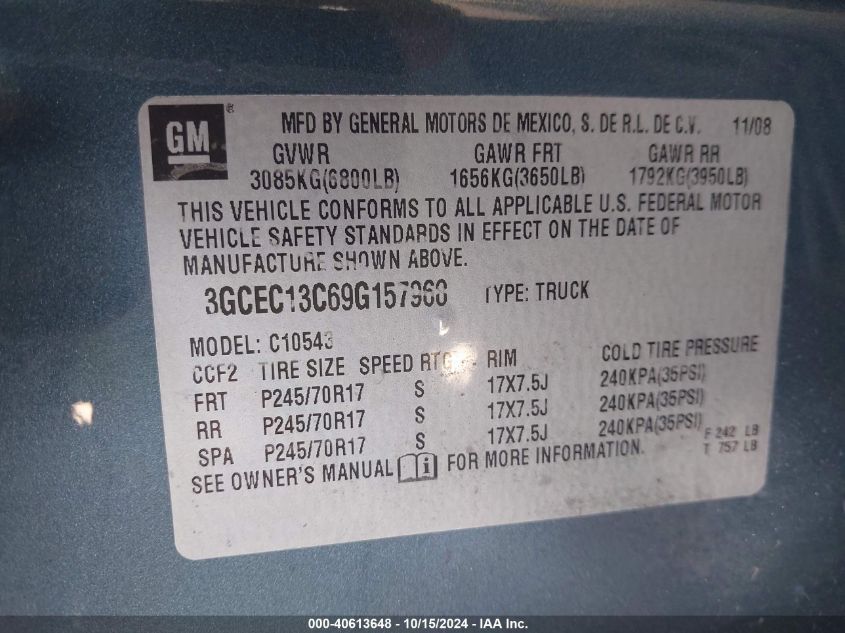 GM®
MFD BY GENERAL MOTORS DE MEXICO, S. DE R.L. DE C.V. 11/08
GVWR GAWR FRT GAWR RR
3085KG(6800LB) 1656KG(3650LB) 1792KG(3950LB)
THIS VEHICLE CONFORMS TO ALL APPLICABLE U.S. FEDERAL MOTOR
VEHICLE SAFETY STANDARDS IN EFFECT ON THE DATE OF
MANUFACTURE SHOWN ABOVE.
TYPE: TRUCK
MODEL: C10543
CCF2 TIRE SIZE SPEED RTG RIM COLD TIRE PRESSURE
FRT P245/70R17 S 17X7.5J 240KPA(35PSI)
RR P245/70R17 S 17X7.5J 240KPA(35PSI)
SPA P245/70R17 S 17X7.5J 240KPA(35PSI)
F 242 LB
T 757 LB
SEE OWNER'S MANUAL FOR MORE INFORMATION.
000-40613648 - 10/15/2024 - IAA Inc.